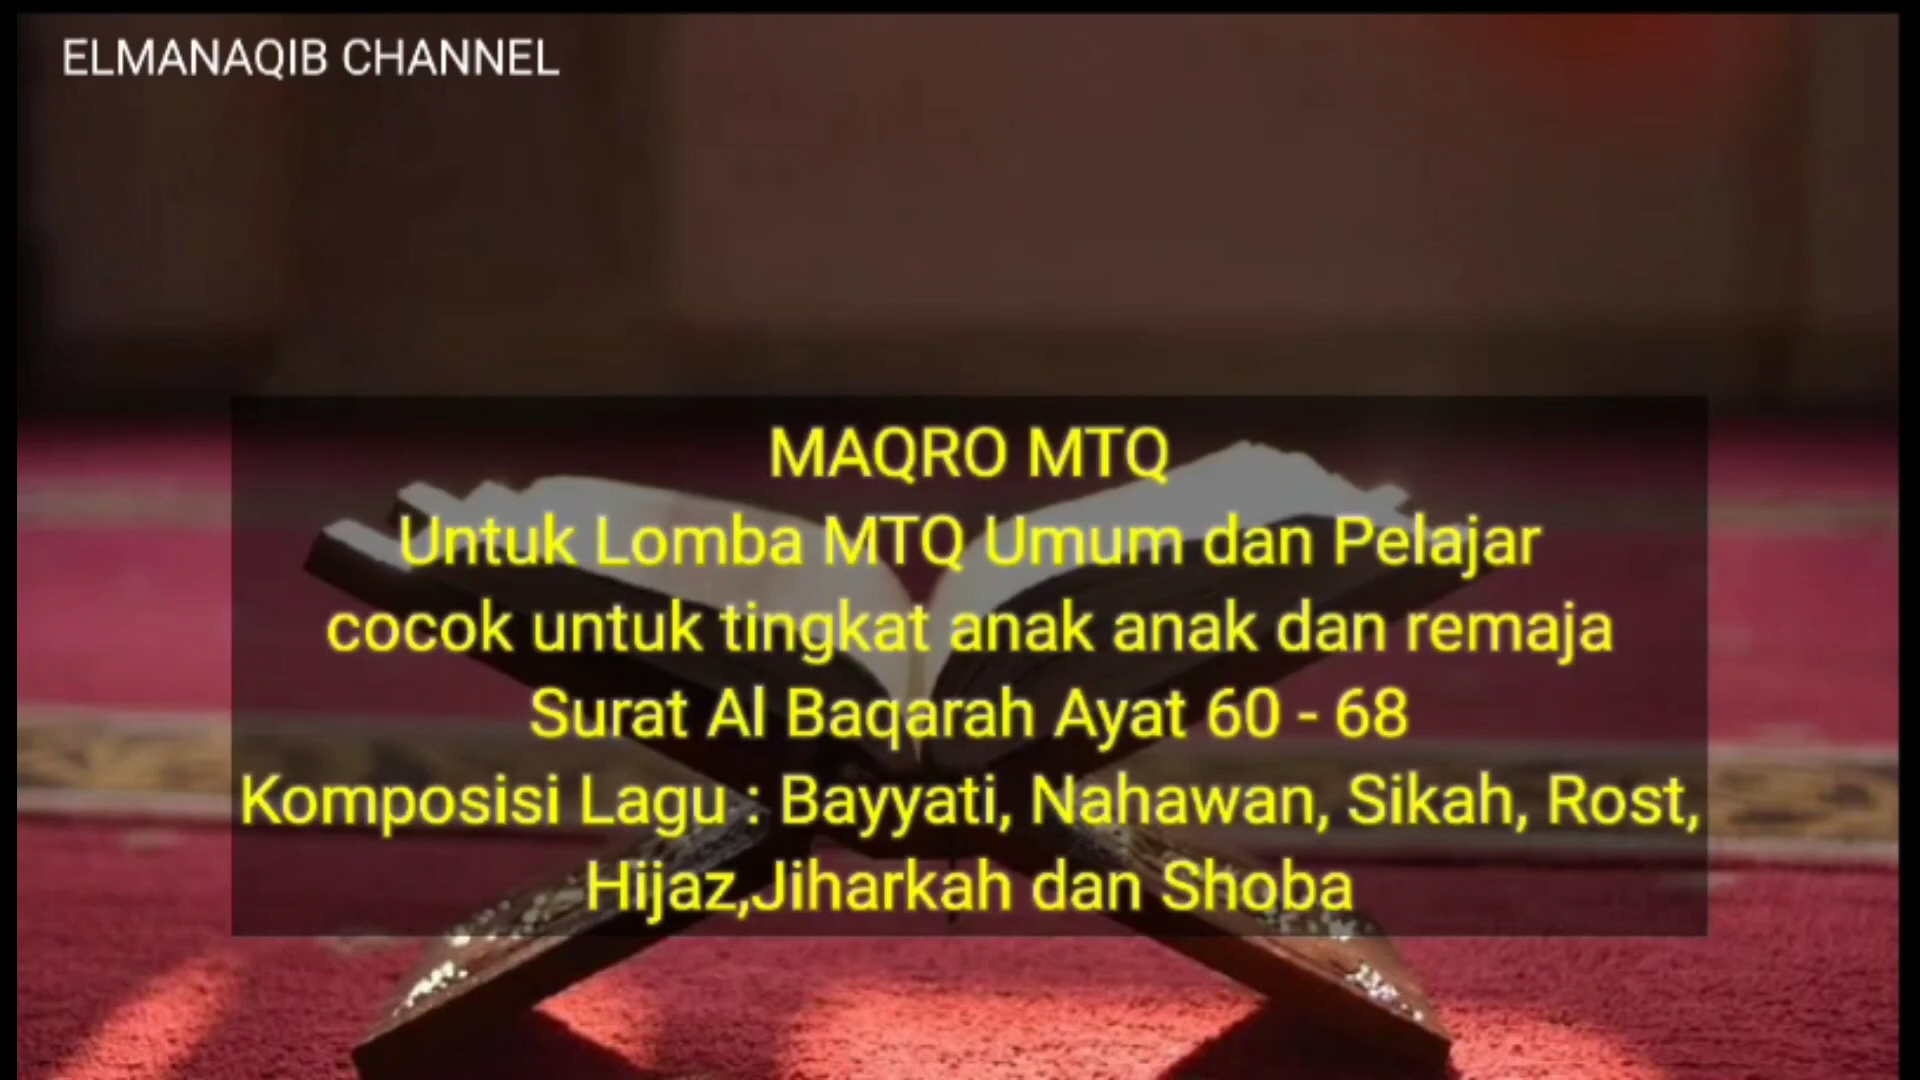 ELMANAQIB CHANNEL
MAQRO MTQ
Untuk Lomba MTQ Umum dan Pelajar
cocok untuk tingkat anak anak dan remaja
Surat Al Baqarah Ayat 60 - 68
Komposisi Lagu : Bayyati, Nahawan, Sikah, Rost,
Hijaz,Jiharkah dan Shoba